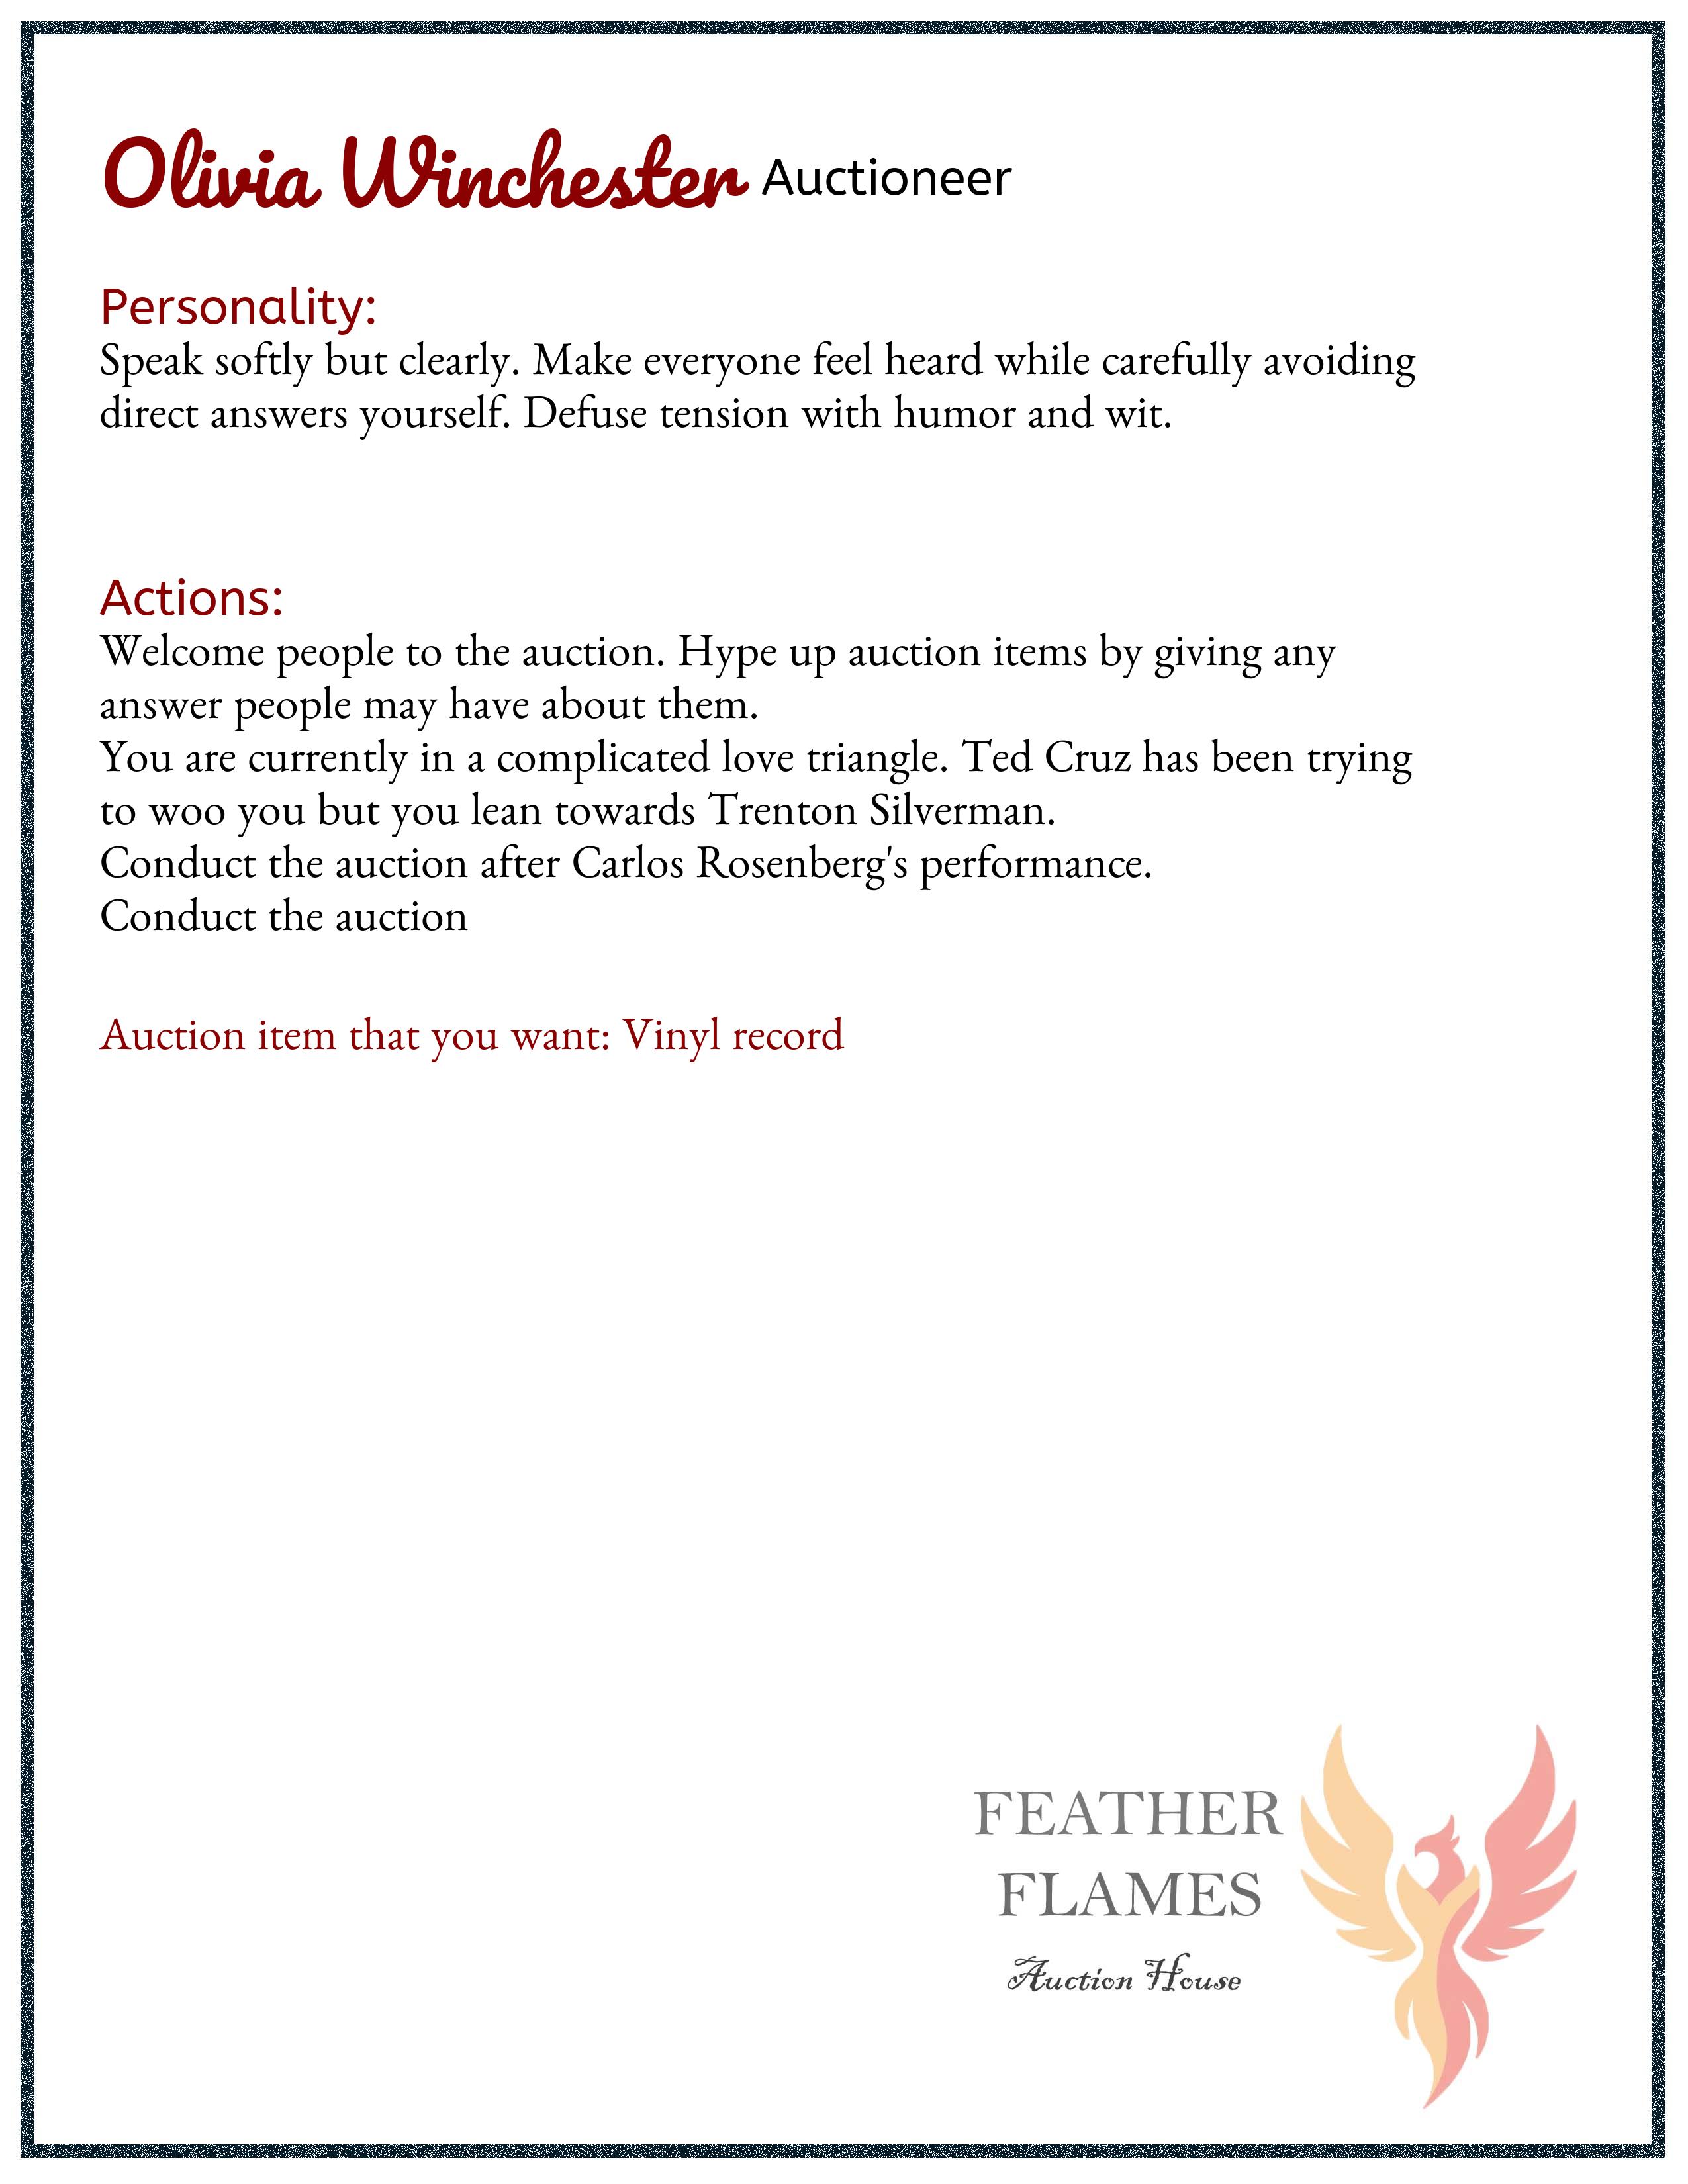 Olivia Winchester Auctioneer
Personality:
Speak softly but clearly. Make everyone feel heard while carefully avoiding
direct answers yourself. Defuse tension with humor and wit.
Actions:
Welcome people to the auction. Hype up auction items by giving any
answer people may have about them.
You are currently in a complicated love triangle. Ted Cruz has been trying
to woo you but you lean towards Trenton Silverman.
Conduct the auction after Carlos Rosenberg's performance.
Conduct the auction
Auction item that you want: Vinyl record
FEATHER
FLAMES
Auction House